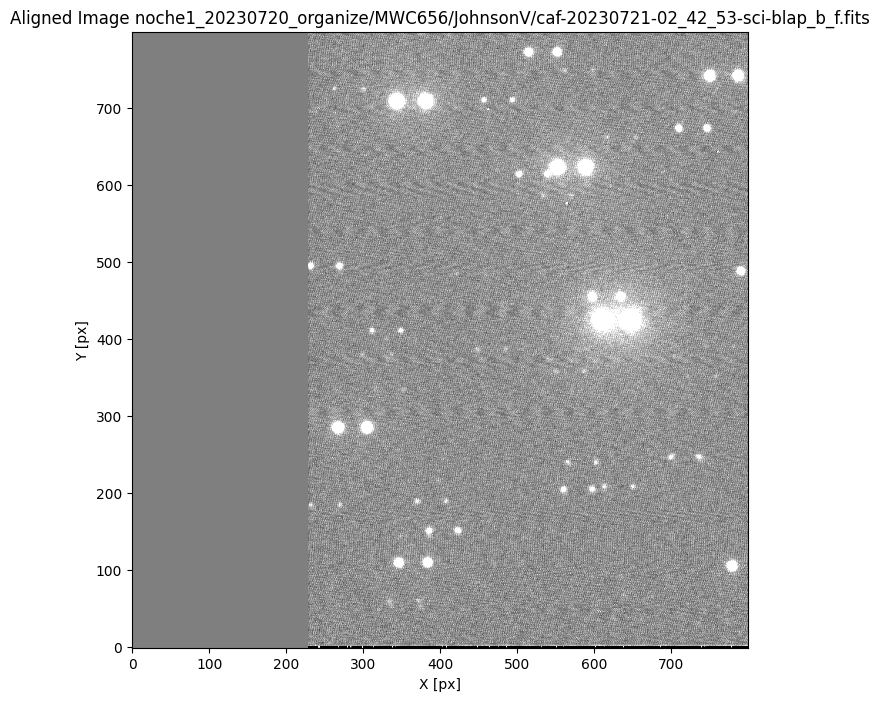 Aligned Image noche1_20230720_organize/MWC656/JohnsonV/caf-20230721-02_42_53-sci-blap_b_f.fits
700
600
500
400
300
200
100
0
Y [px]
0 100 200 300 400 500 600 700
X [px]